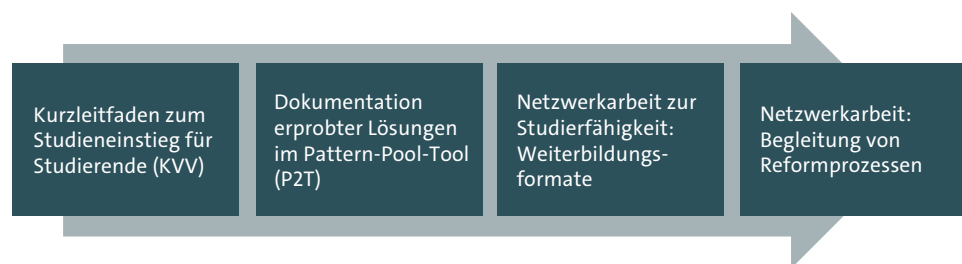 Kurzleitfaden zum
Studieneinstieg für
Studierende (KVV)
Dokumentation
erprobter Lösungen
im Pattern-Pool-Tool
(P2T)
Netzwerkarbeit zur
Studierfähigkeit:
Weiterbildungs-
formate
Netzwerkarbeit:
Begleitung von
Reformprozessen